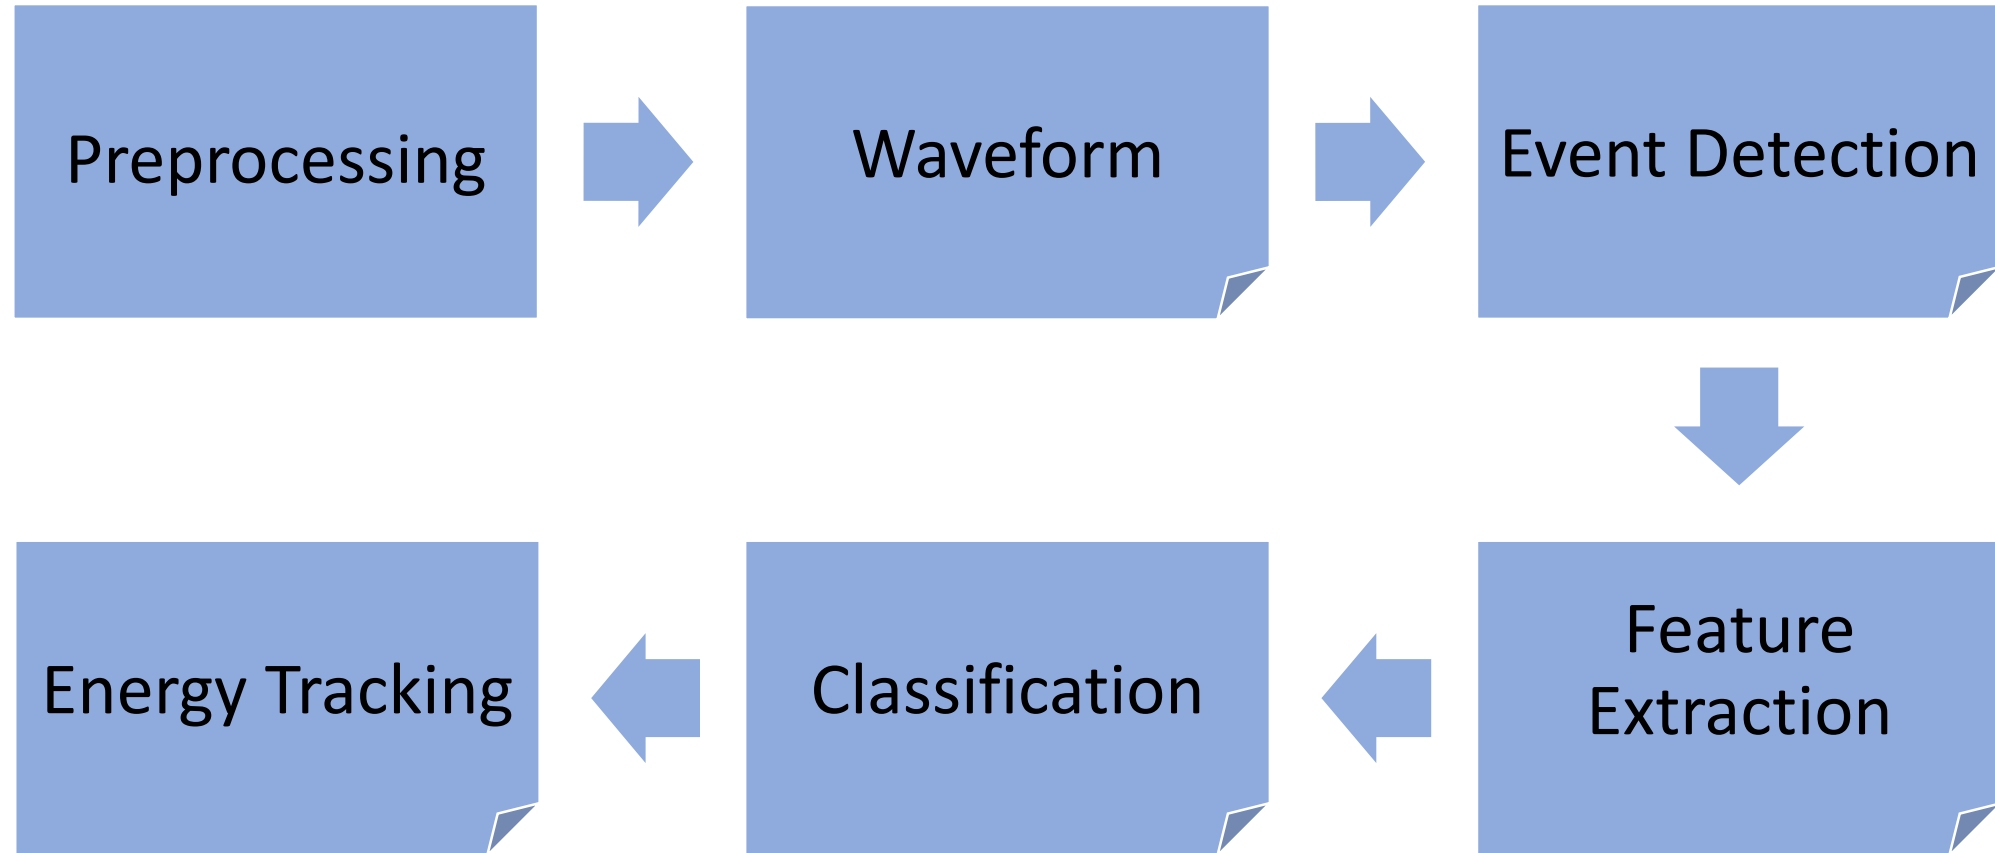 Preprocessing
Waveform
Event Detection
Feature
Extraction
Classification
Energy Tracking